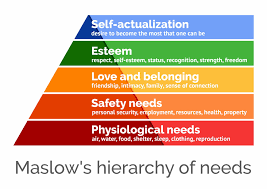 Self-actualization
desire to become the most that one can be
Esteem
respect, self-esteem, status, recognition, strength, freedom
Love and belonging
friendship, intimacy, family, sense of connection
Safety needs
personal security, employment, resources, health, property
Physiological needs
air, water, food, shelter, sleep, clothing, reproduction
Maslow's hierarchy of needs